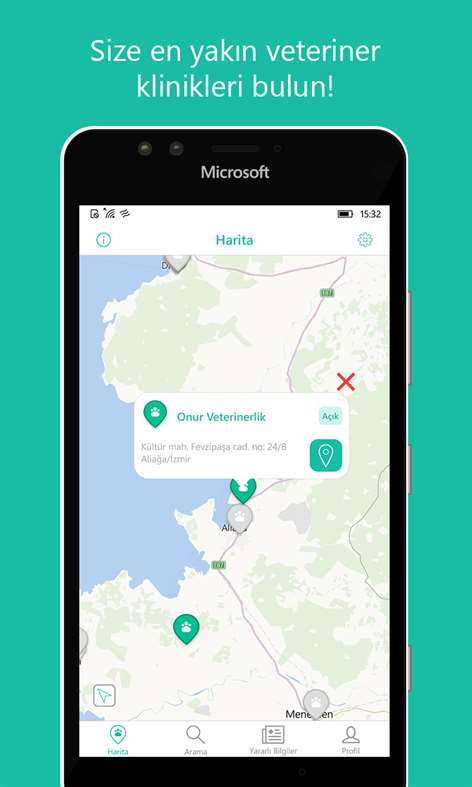 Size en yakın veteriner
klinikleri bulun!
Microsoft
15:32
Harita
Onur Veterinerlik
Açık
Kültür mah. Fevzipaşa cad. no: 24/B
Aliağa/İzmir
Menemen
Harita
Arama
Yararlı Bilgiler
Profil